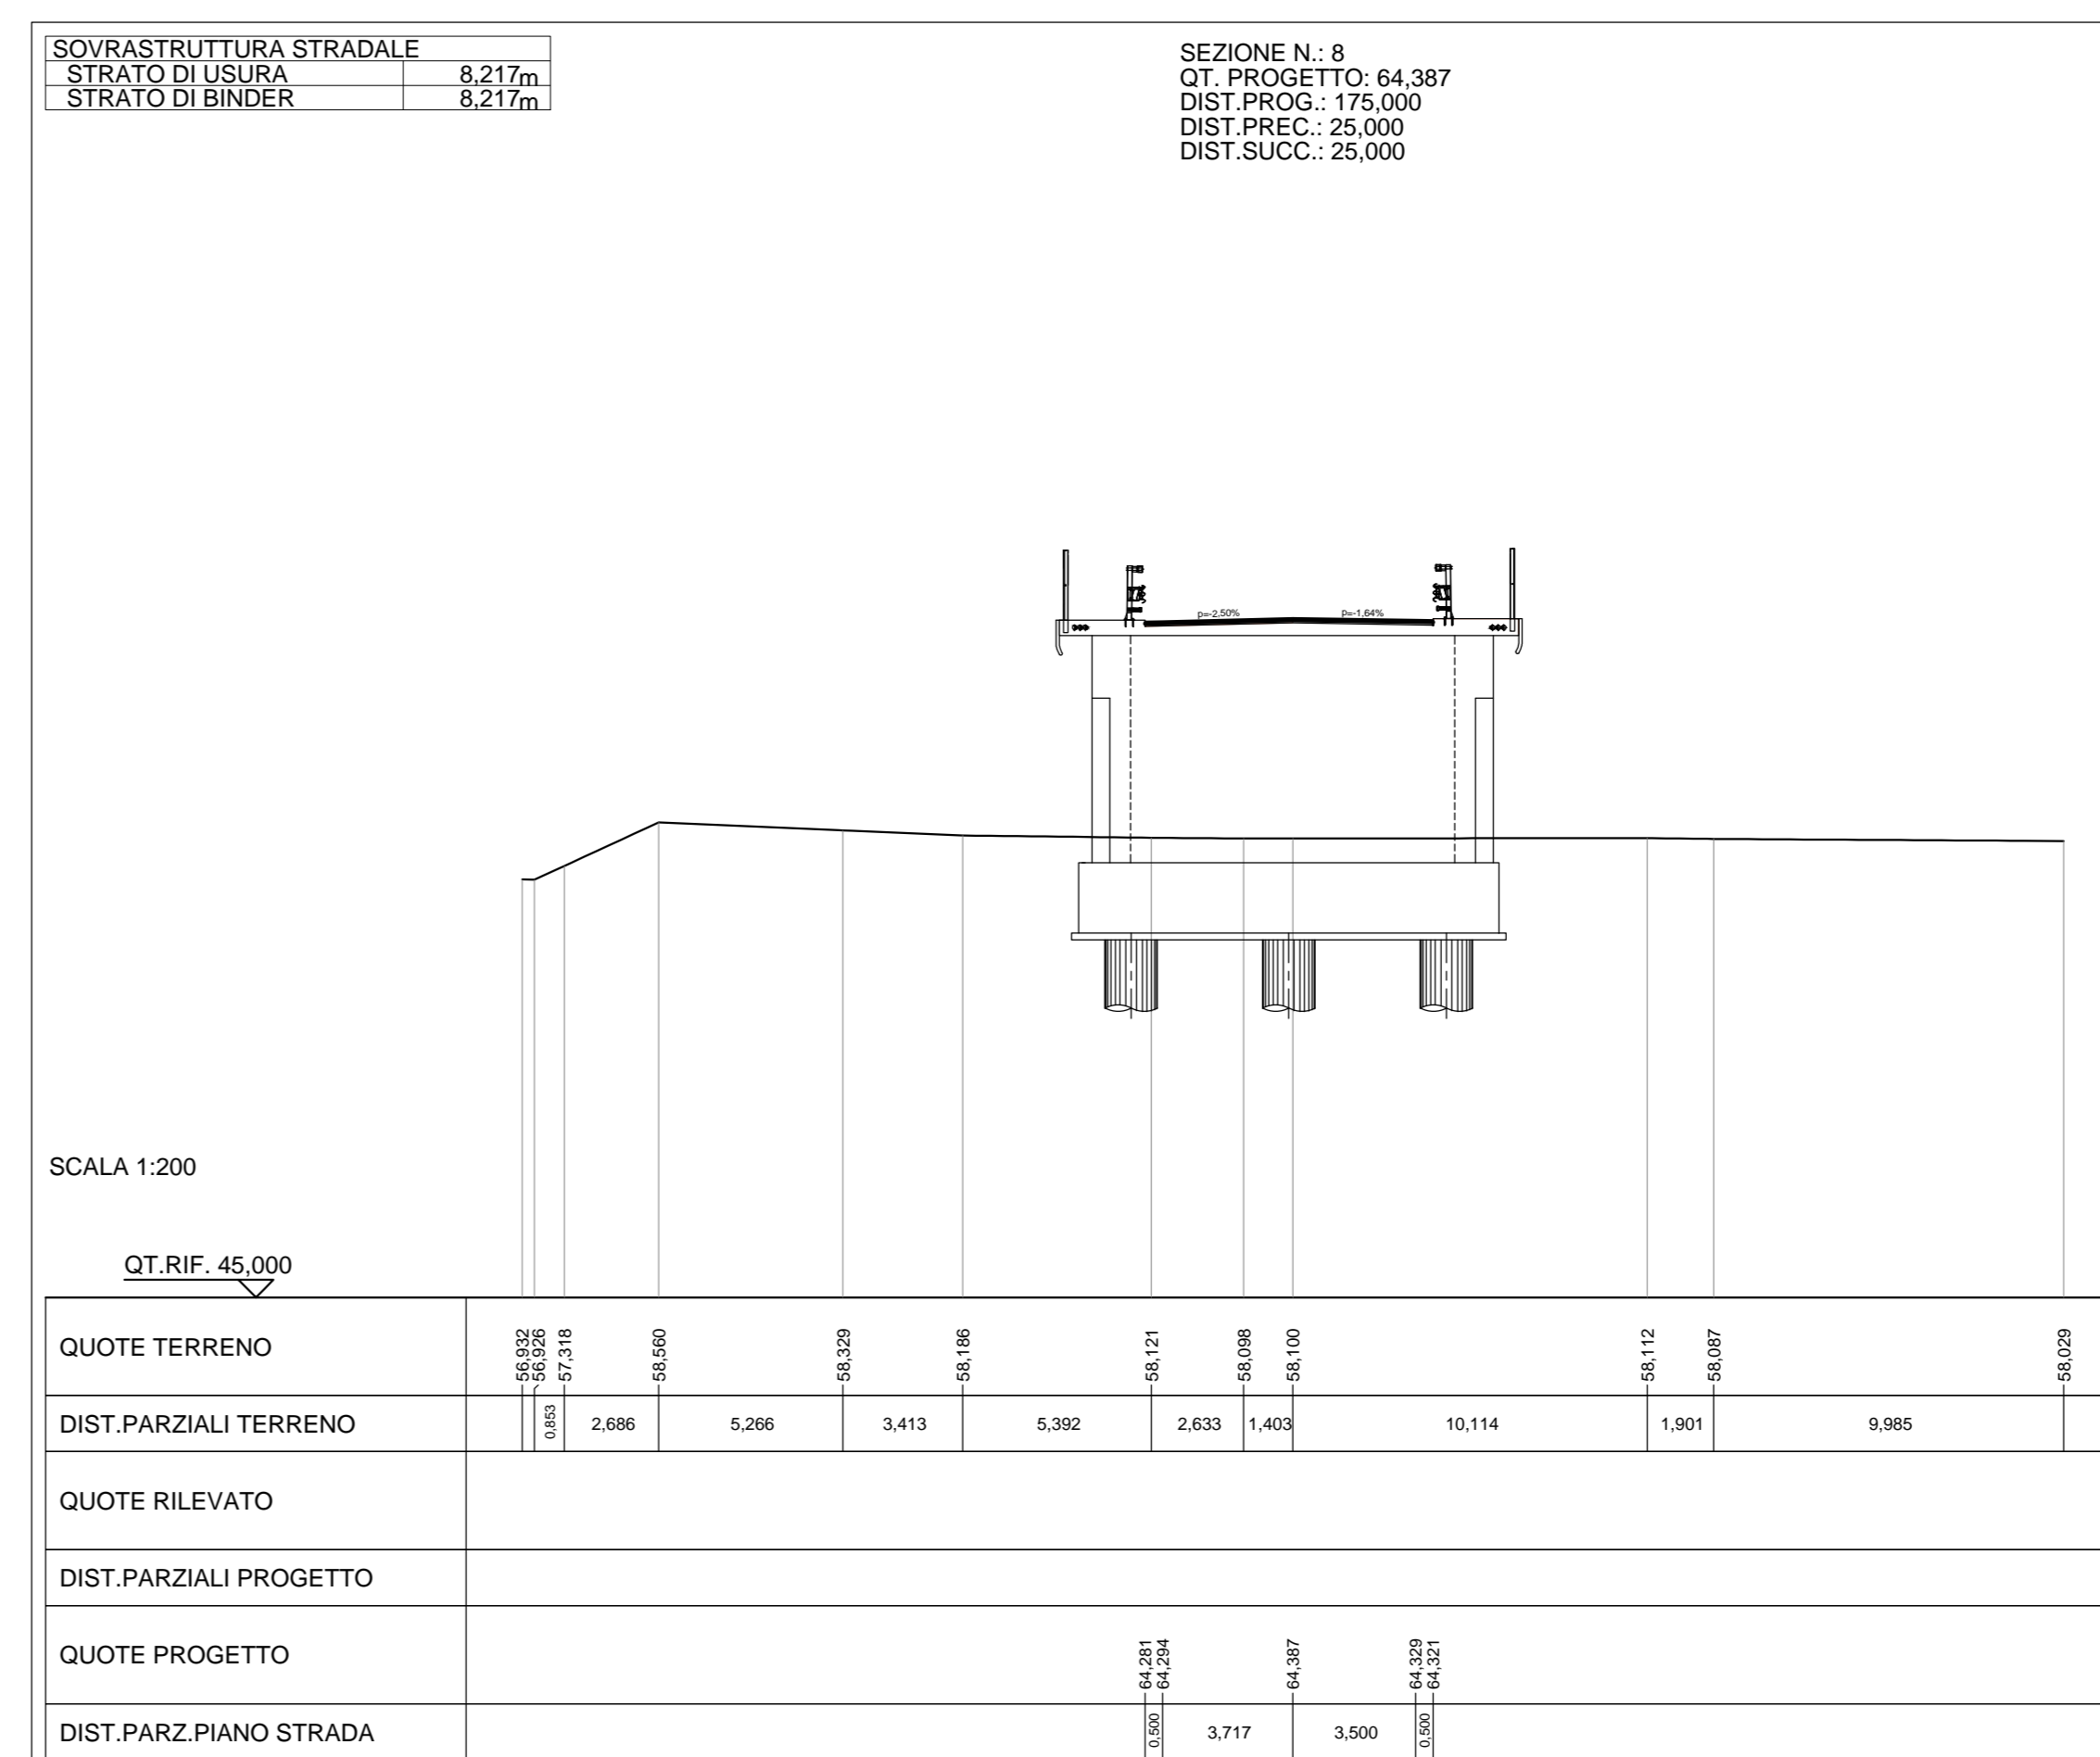 SOVRASTRUTTURA STRADALE
STRATO DI USURA 8,217m
STRATO DI BINDER 8,217m
SEZIONE N.: 8
QT. PROGETTO: 64,387
DIST.PROG.: 175,000
DIST.PREC.: 25,000
DIST.SUCC.: 25,000
p=-2,50% p=-1,64%
SCALA 1:200
QT.RIF. 45,000
QUOTE TERRENO 56,932 56,926 57,318 58,560 58,329 58,186 58,121 58,098 58,100 58,112 58,087 58,029
DIST.PARZIALI TERRENO 0,853 2,686 5,266 3,413 5,392 2,633 1,403 10,114 1,901 9,985
QUOTE RILEVATO
DIST.PARZIALI PROGETTO
QUOTE PROGETTO 64,281 64,294 64,387 64,329 64,321
DIST.PARZ.PIANO STRADA 0,500 3,717 3,500 0,500